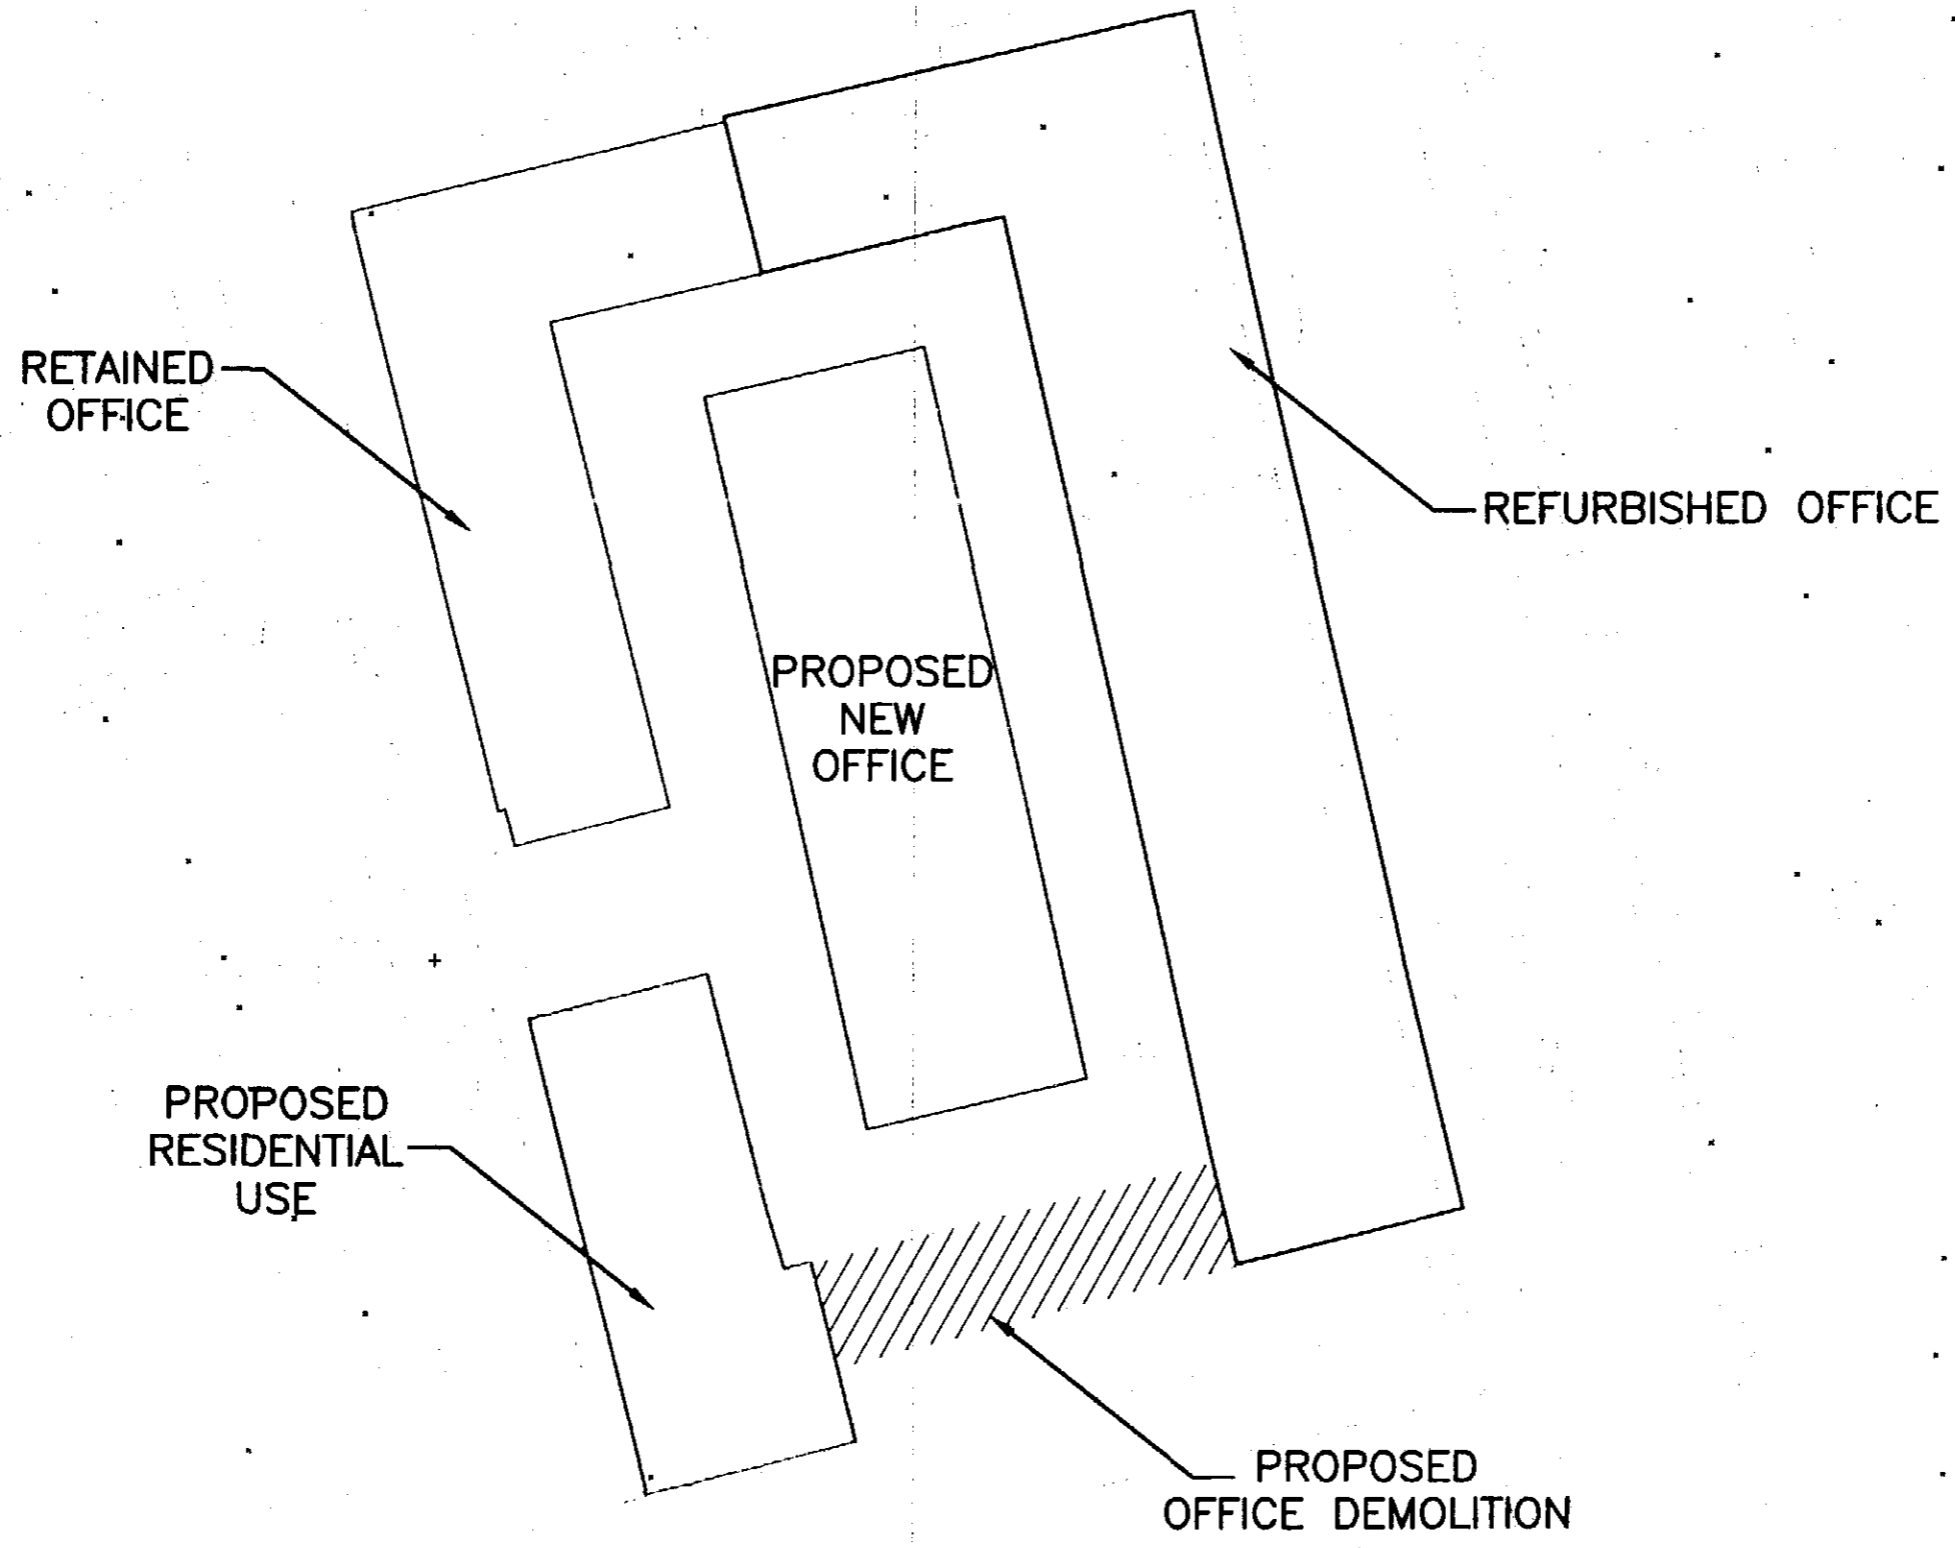 RETAINED
OFFICE
REFURBISHED OFFICE
PROPOSED
NEW
OFFICE
PROPOSED
RESIDENTIAL
USE
PROPOSED
OFFICE DEMOLITION